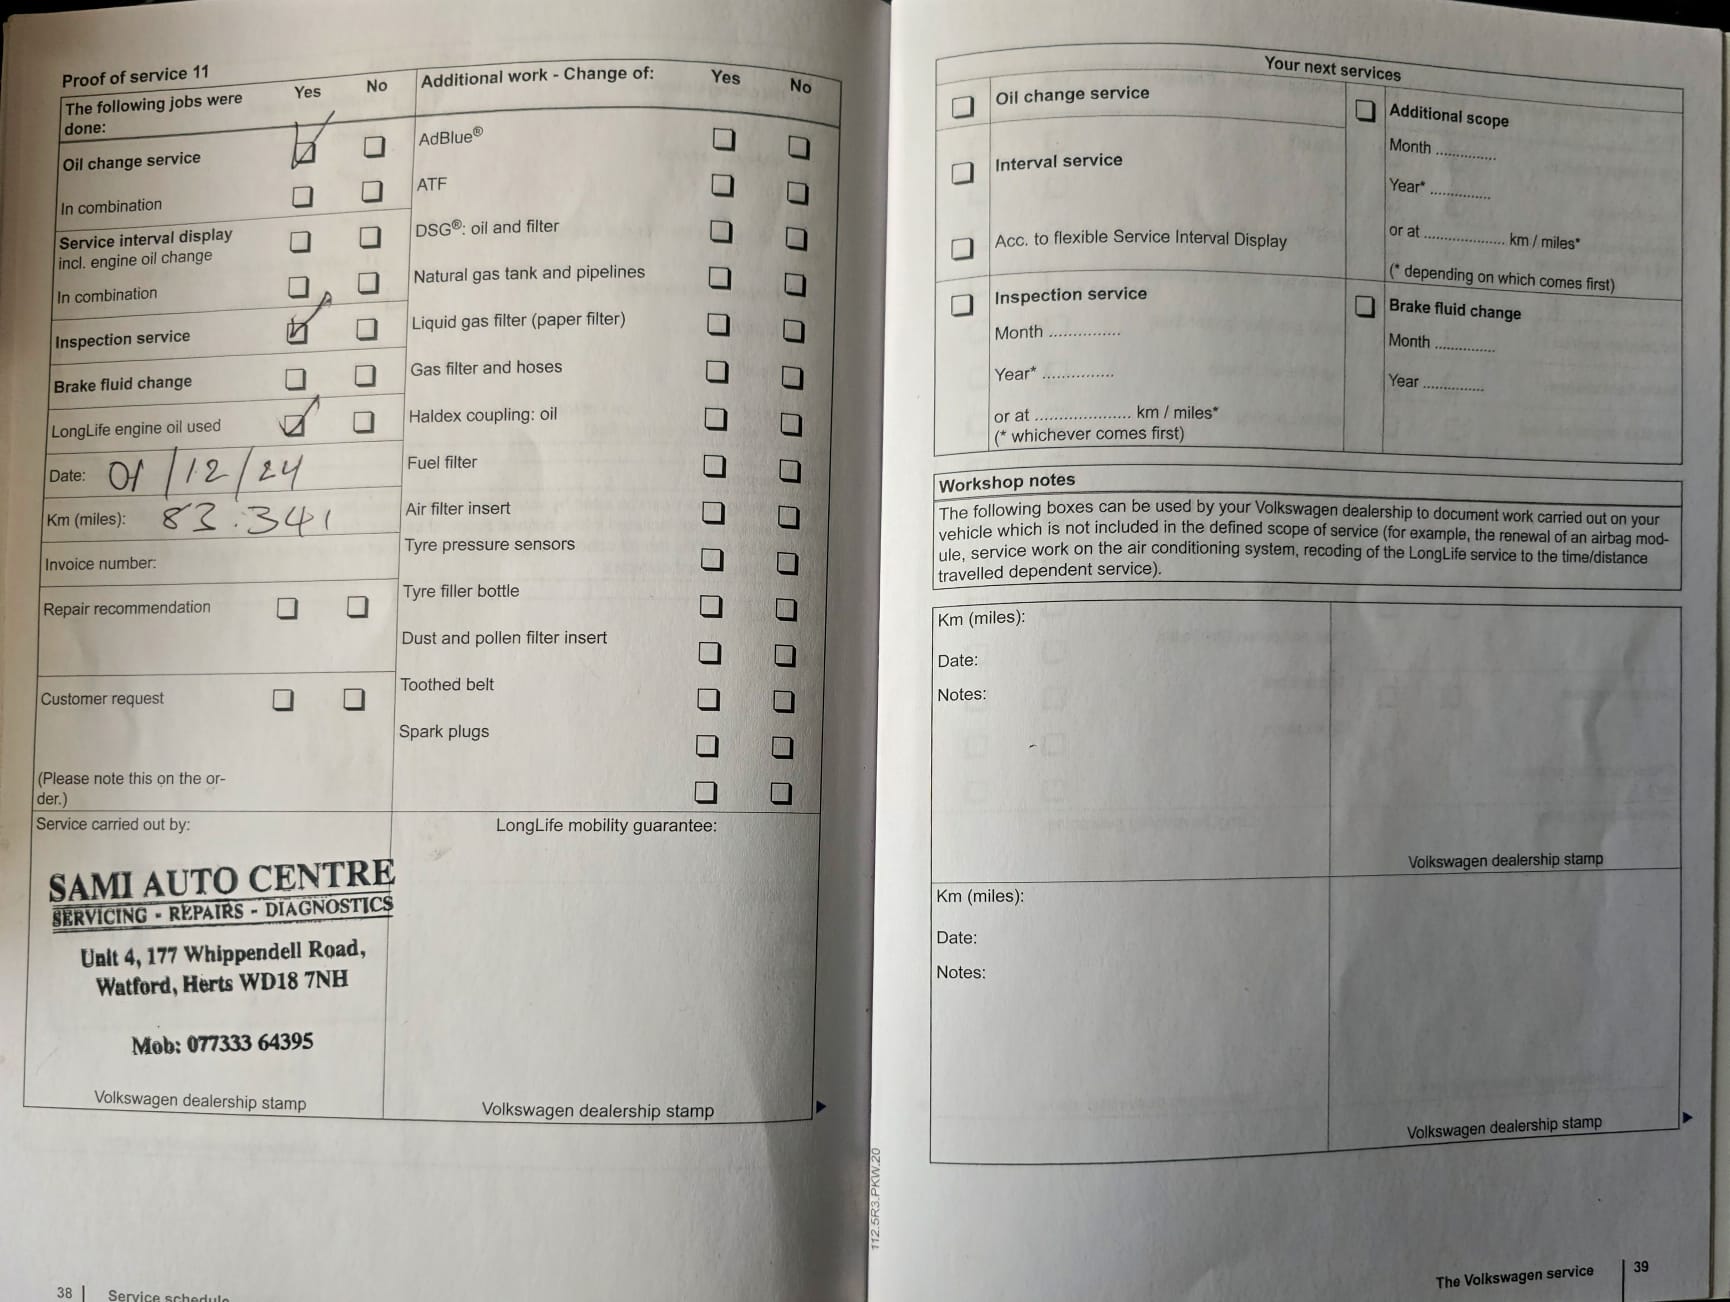 Proof of service 11
The following jobs were
done:
Yes
No
Oil change service
In combination
Service interval display
incl. engine oil change
In combination
Inspection service
Brake fluid change
LongLife engine oil used
Date: 01/12/24
Km (miles): 83.341
Invoice number:
Repair recommendation
Customer request
(Please note this on the or-
der.)
Additional work - Change of:
Yes
No
AdBlue®
ATF
DSG®: oil and filter
Natural gas tank and pipelines
Liquid gas filter (paper filter)
Gas filter and hoses
Haldex coupling: oil
Fuel filter
Air filter insert
Tyre pressure sensors
Tyre filler bottle
Dust and pollen filter insert
Toothed belt
Spark plugs
Service carried out by:
SAMI AUTO CENTRE
SERVICING - REPAIRS - DIAGNOSTICS
Unit 4, 177 Whippendell Road,
Watford, Herts WD18 7NH
Mob: 077333 64395
Volkswagen dealership stamp
LongLife mobility guarantee:
Volkswagen dealership stamp
38 | Service schedule
112.5R3.PKW.20
Your next services
Oil change service
Interval service
Acc. to flexible Service Interval Display
Inspection service
Month ..............
Year* ..............
or at ................... km / miles*
(* whichever comes first)
Additional scope
Month .............
Year* .............
or at ................. km / miles*
(* depending on which comes first)
Brake fluid change
Month .............
Year .............
Workshop notes
The following boxes can be used by your Volkswagen dealership to document work carried out on your
vehicle which is not included in the defined scope of service (for example, the renewal of an airbag mod-
ule, service work on the air conditioning system, recoding of the LongLife service to the time/distance
travelled dependent service).
Km (miles):
Date:
Notes:
Volkswagen dealership stamp
Km (miles):
Date:
Notes:
Volkswagen dealership stamp
The Volkswagen service | 39